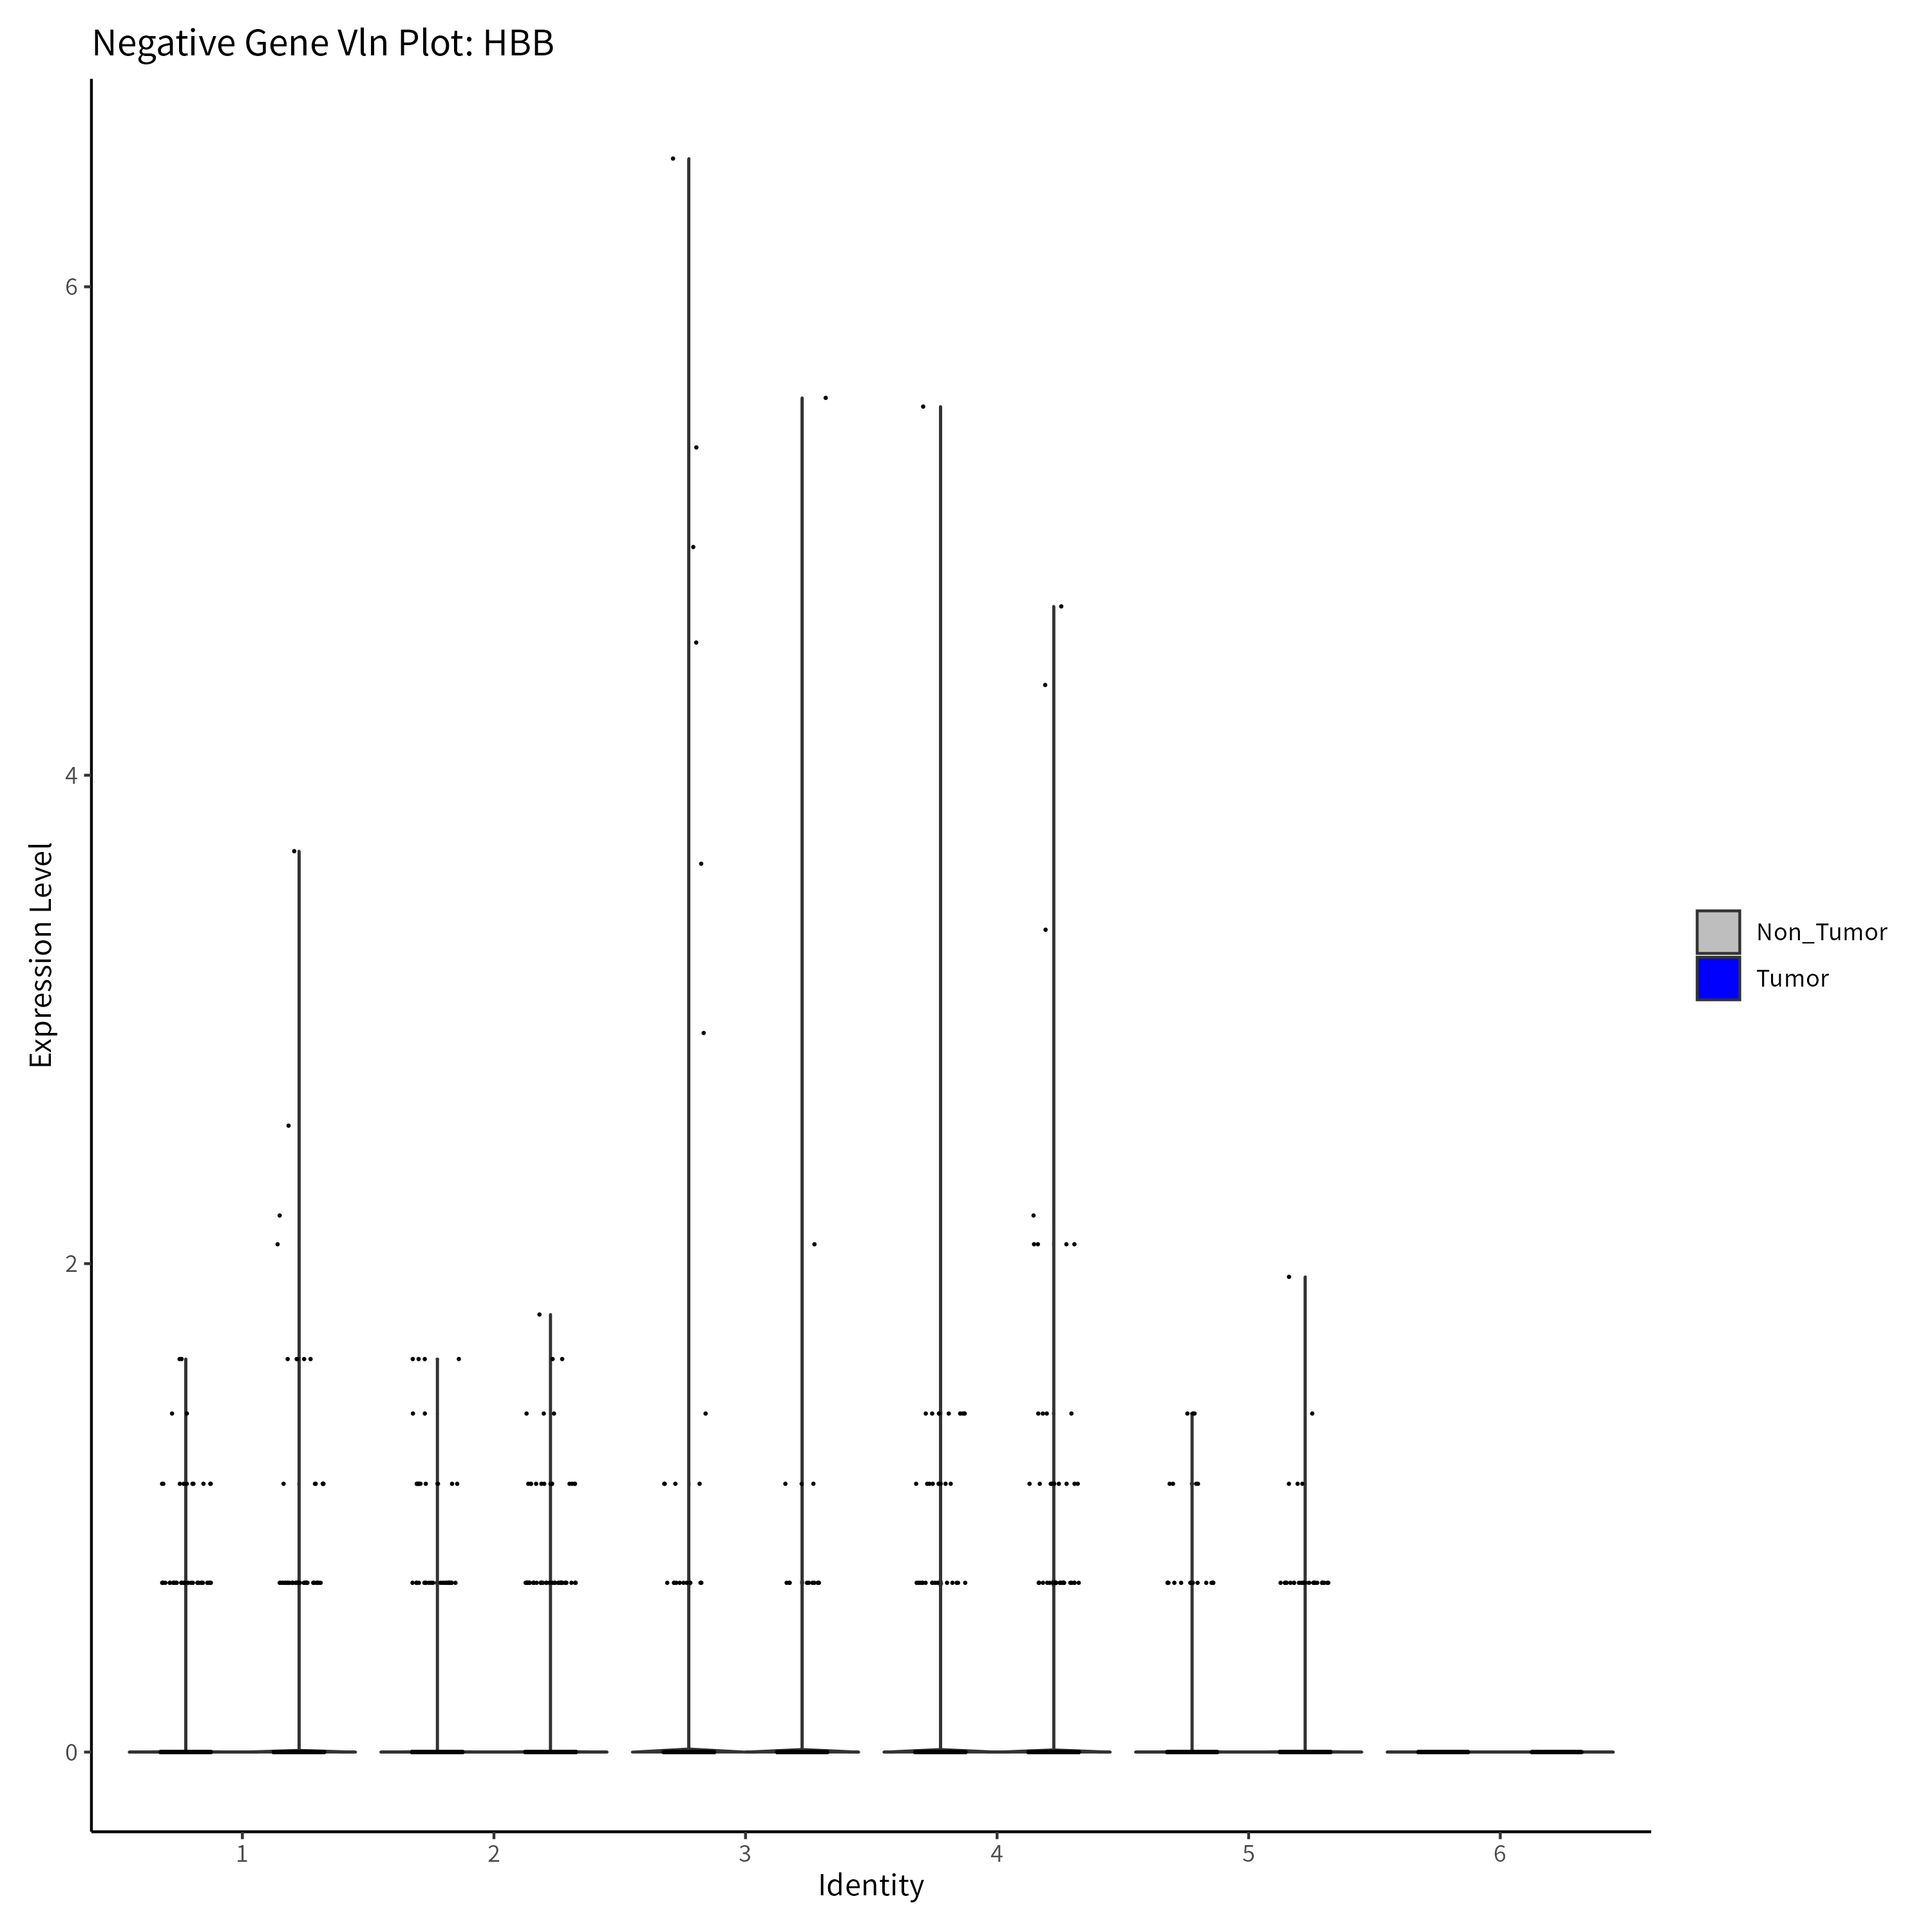 Negative Gene Vln Plot: HBB
Expression Level
6
4
2
0
1 2 3 4 5 6
Identity
Non_Tumor
Tumor